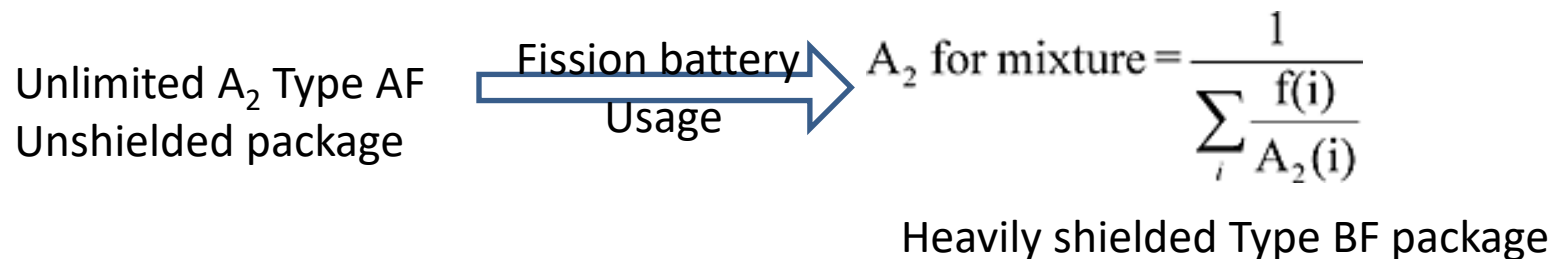 Unlimited A₂ Type AF
Unshielded package
Fission battery
Usage
A₂ for mixture = 1 / ∑ᵢ f(i)/A₂(i)
Heavily shielded Type BF package